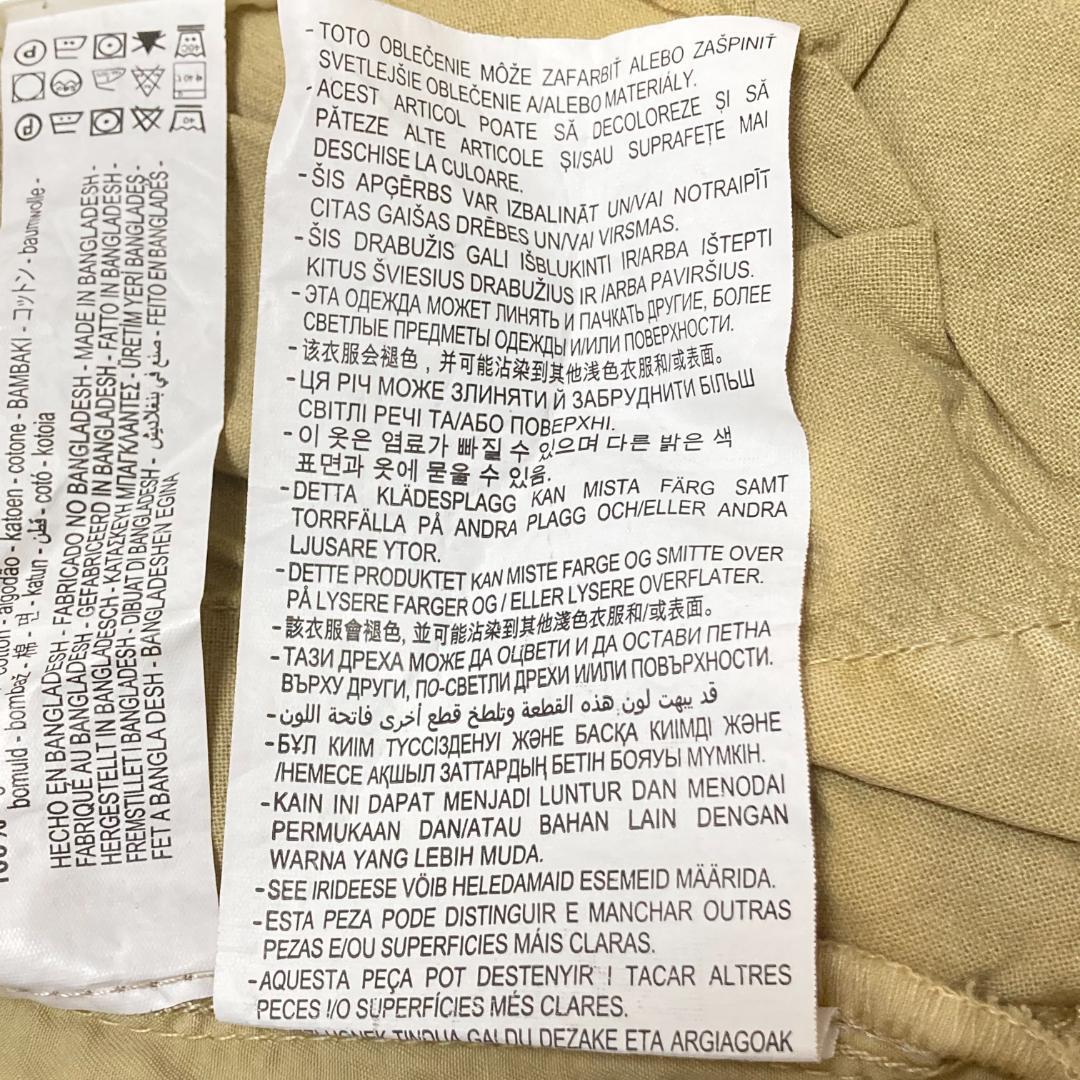 - TOTO OBLEČENIE MÔŽE ZAFARBIŤ ALEBO ZAŠPINIŤ
SVETLEJŠIE OBLEČENIE A/ALEBO MATERIÁLY.
- ACEST ARTICOL POATE SĂ DECOLOREZE ȘI SĂ
PĂTEZE ALTE ARTICOLE ȘI/SAU SUPRAFEȚE MAI
DESCHISE LA CULOARE.
- ŠIS APĢĒRBS VAR IZBALINĀT UN/VAI NOTRAIPĪT
CITAS GAIŠAS DRĒBES UN/VAI VIRSMAS.
- ŠIS DRABUŽIS GALI IŠBLUKINTI IR/ARBA IŠTEPTI
KITUS ŠVIESIUS DRABUŽIUS IR /ARBA PAVIRŠIUS.
- ЭТА ОДЕЖДА МОЖЕТ ЛИНЯТЬ И ПАЧКАТЬ ДРУГИЕ, БОЛЕЕ
СВЕТЛЫЕ ПРЕДМЕТЫ ОДЕЖДЫ И/ИЛИ ПОВЕРХНОСТИ.
- 该衣服会褪色，并可能沾染到其他浅色衣服和/或表面。
- ЦЯ РІЧ МОЖЕ ЗЛИНЯТИ Й ЗАБРУДНИТИ БІЛЬШ
СВІТЛІ РЕЧІ ТА/АБО ПОВЕРХНІ.
- 이 옷은 염료가 빠질 수 있으며 다른 밝은 색
표면과 옷에 묻을 수 있음.
- DETTA KLÄDESPLAGG KAN MISTA FÄRG SAMT
TORRFÄLLA PÅ ANDRA PLAGG OCH/ELLER ANDRA
LJUSARE YTOR.
- DETTE PRODUKTET KAN MISTE FARGE OG SMITTE OVER
PÅ LYSERE FARGER OG / ELLER LYSERE OVERFLATER.
- 該衣服會褪色, 並可能沾染到其他淺色衣服和/或表面。
- ТАЗИ ДРЕХА МОЖЕ ДА ОЦВЕТИ И ДА ОСТАВИ ПЕТНА
ВЪРХУ ДРУГИ, ПО-СВЕТЛИ ДРЕХИ И/ИЛИ ПОВЪРХНОСТИ.
- قد يبهت لون هذه القطعة وتلطخ قطع أخرى فاتحة اللون
- БҰЛ КИІМ ТҮССІЗДЕНУІ ЖӘНЕ БАСҚА КИІМДІ ЖӘНЕ
/НЕМЕСЕ АҚШЫЛ ЗАТТАРДЫҢ БЕТІН БОЯУЫ МҮМКІН.
- KAIN INI DAPAT MENJADI LUNTUR DAN MENODAI
PERMUKAAN DAN/ATAU BAHAN LAIN DENGAN
WARNA YANG LEBIH MUDA.
- SEE IRIDEESE VÕIB HELEDAMAID ESEMEID MÄÄRIDA.
- ESTA PEZA PODE DISTINGUIR E MANCHAR OUTRAS
PEZAS E/OU SUPERFICIES MÁIS CLARAS.
- AQUESTA PEÇA POT DESTENYIR I TACAR ALTRES
PECES I/O SUPERFÍCIES MÉS CLARES.
TINDUA GALDU DEZAKE ETA ARGIAGOAK
100%
cotton - algodão - katoen - cotone - BAMBAKI - コットン - baumwolle -
bomuld - bombaž - 棉 - 면 - katun - قطن - cotó - kotoia
HECHO EN BANGLADESH - FABRICADO NO BANGLADESH - MADE IN BANGLADESH -
FABRIQUÉ AU BANGLADESH - GEFABRICEERD IN BANGLADESH - FATTO IN BANGLADESH -
HERGESTELLT IN BANGLADESCH - ΚΑΤΑΣΚΕΥΗ ΜΠΑΓΚΛΑΝΤΕΣ - ÜRETİM YERİ BANGLADEŞ -
FREMSTILLET I BANGLADESH - DIBUAT DI BANGLADESH - صنع في بنغلاديش - FEITO EN BANGLADÉS -
FET A BANGLA DESH - BANGLADESHEN EGINA